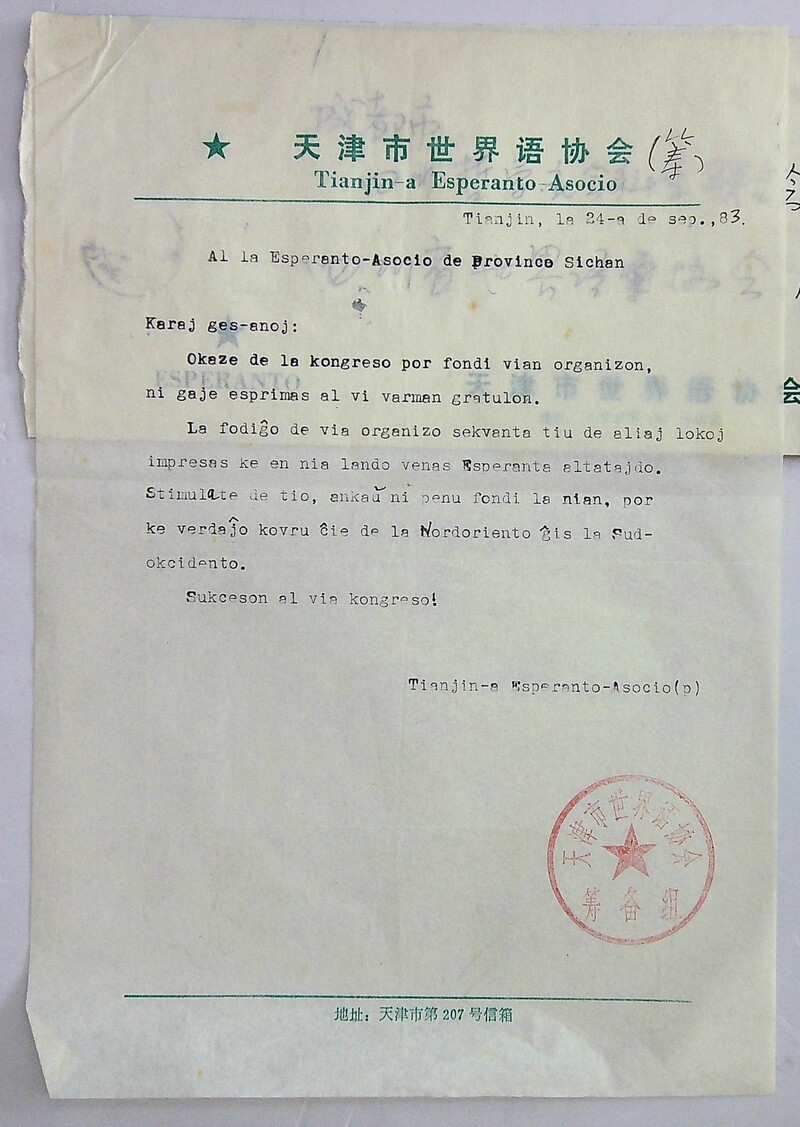 ★ 天津市世界语协会(筹)
Tianjin-a Esperanto-Asocio
Tianjin, la 24-a de sep.,83.
Al la Esperanto-Asocio de Province Sichan
Karaj ges-anoj:
Okaze de la kongreso por fondi vian organizon,
ni gaje esprimas al vi varman gratulon.
La fodiĝo de via organizo sekvanta tiu de aliaj lokoj
impresas ke en nia lando venas Esperanta altatajdo.
Stimulate de tio, ankaŭ ni penu fondi la nian, por
ke verdaĵo kovru ĉie de la Nordoriento ĝis la Sud-
okcidento.
Sukceson al via kongreso!
Tianjin-a Esperanto-Asocio(p)
天津市世界语协会
筹备组
地址：天津市第 207 号信箱
会